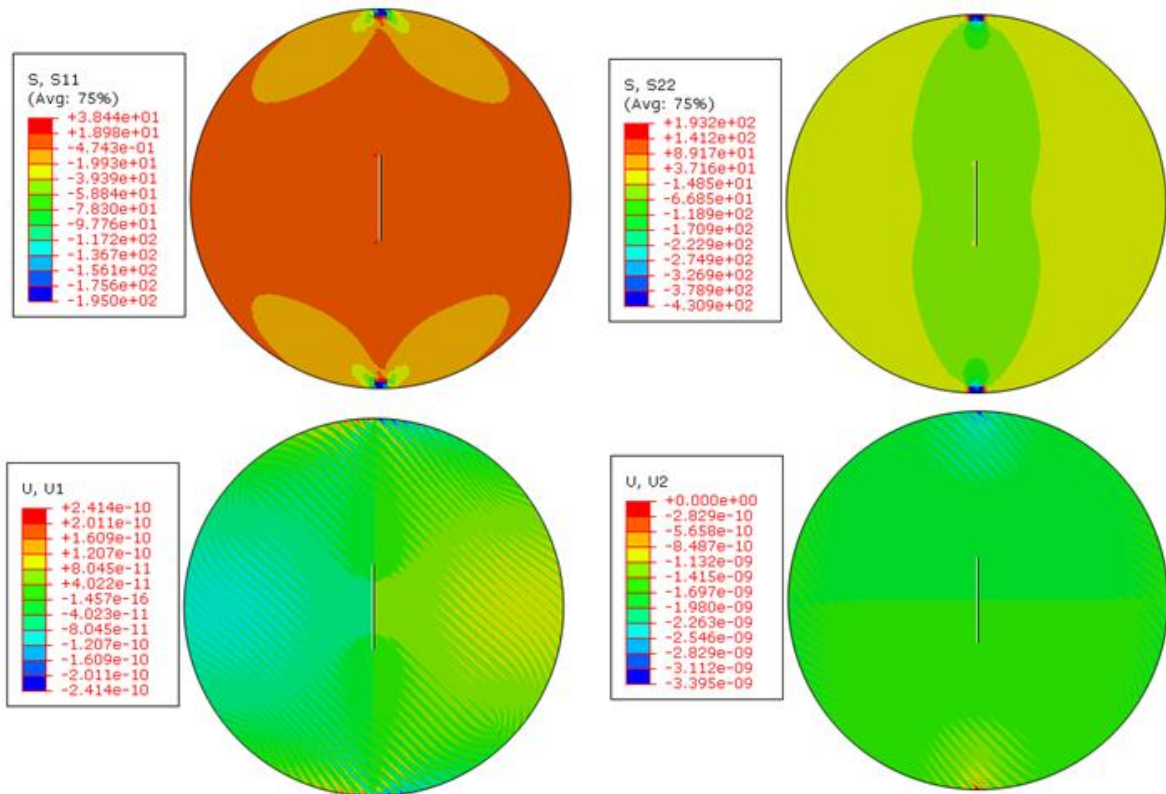 S, S11
(Avg: 75%)
+3.844e+01
+1.898e+01
-4.743e-01
-1.993e+01
-3.939e+01
-5.884e+01
-7.830e+01
-9.776e+01
-1.172e+02
-1.367e+02
-1.561e+02
-1.756e+02
-1.950e+02
S, S22
(Avg: 75%)
+1.932e+02
+1.412e+02
+8.917e+01
+3.716e+01
-1.485e+01
-6.685e+01
-1.189e+02
-1.709e+02
-2.229e+02
-2.749e+02
-3.269e+02
-3.789e+02
-4.309e+02
U, U1
+2.414e-10
+2.011e-10
+1.609e-10
+1.207e-10
+8.045e-11
+4.022e-11
-1.457e-16
-4.023e-11
-8.045e-11
-1.207e-10
-1.609e-10
-2.011e-10
-2.414e-10
U, U2
+0.000e+00
-2.829e-10
-5.658e-10
-8.487e-10
-1.132e-09
-1.415e-09
-1.697e-09
-1.980e-09
-2.263e-09
-2.546e-09
-2.829e-09
-3.112e-09
-3.395e-09